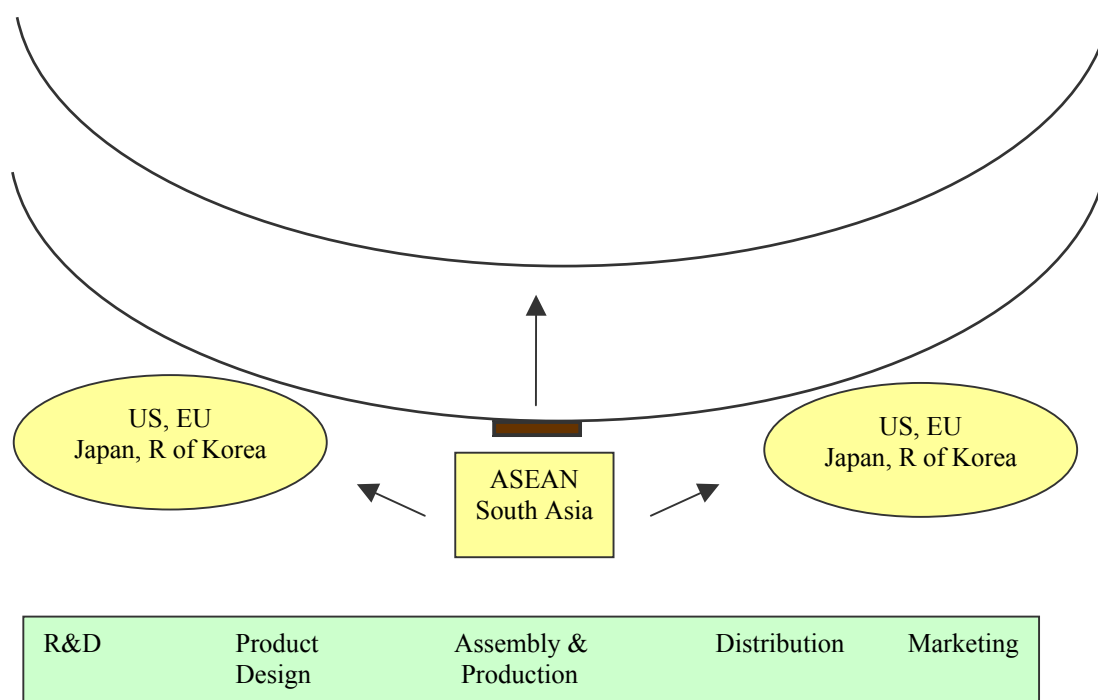 US, EU
Japan, R of Korea
ASEAN
South Asia
US, EU
Japan, R of Korea
R&D
Product
Design
Assembly &
Production
Distribution
Marketing